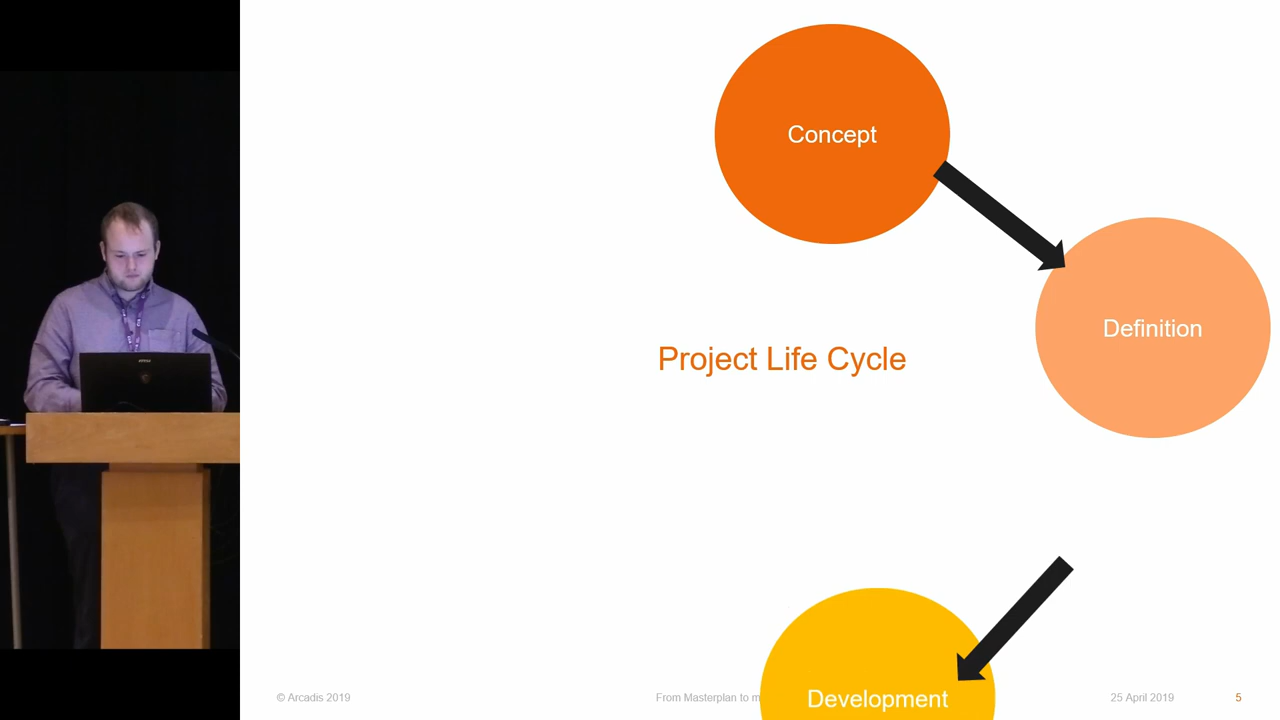 Concept
Definition
Project Life Cycle
Development
© Arcadis 2019
From Masterplan to m
25 April 2019
5